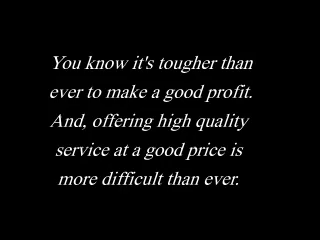 You know it's tougher than
ever to make a good profit.
And, offering high quality
service at a good price is
more difficult than ever.